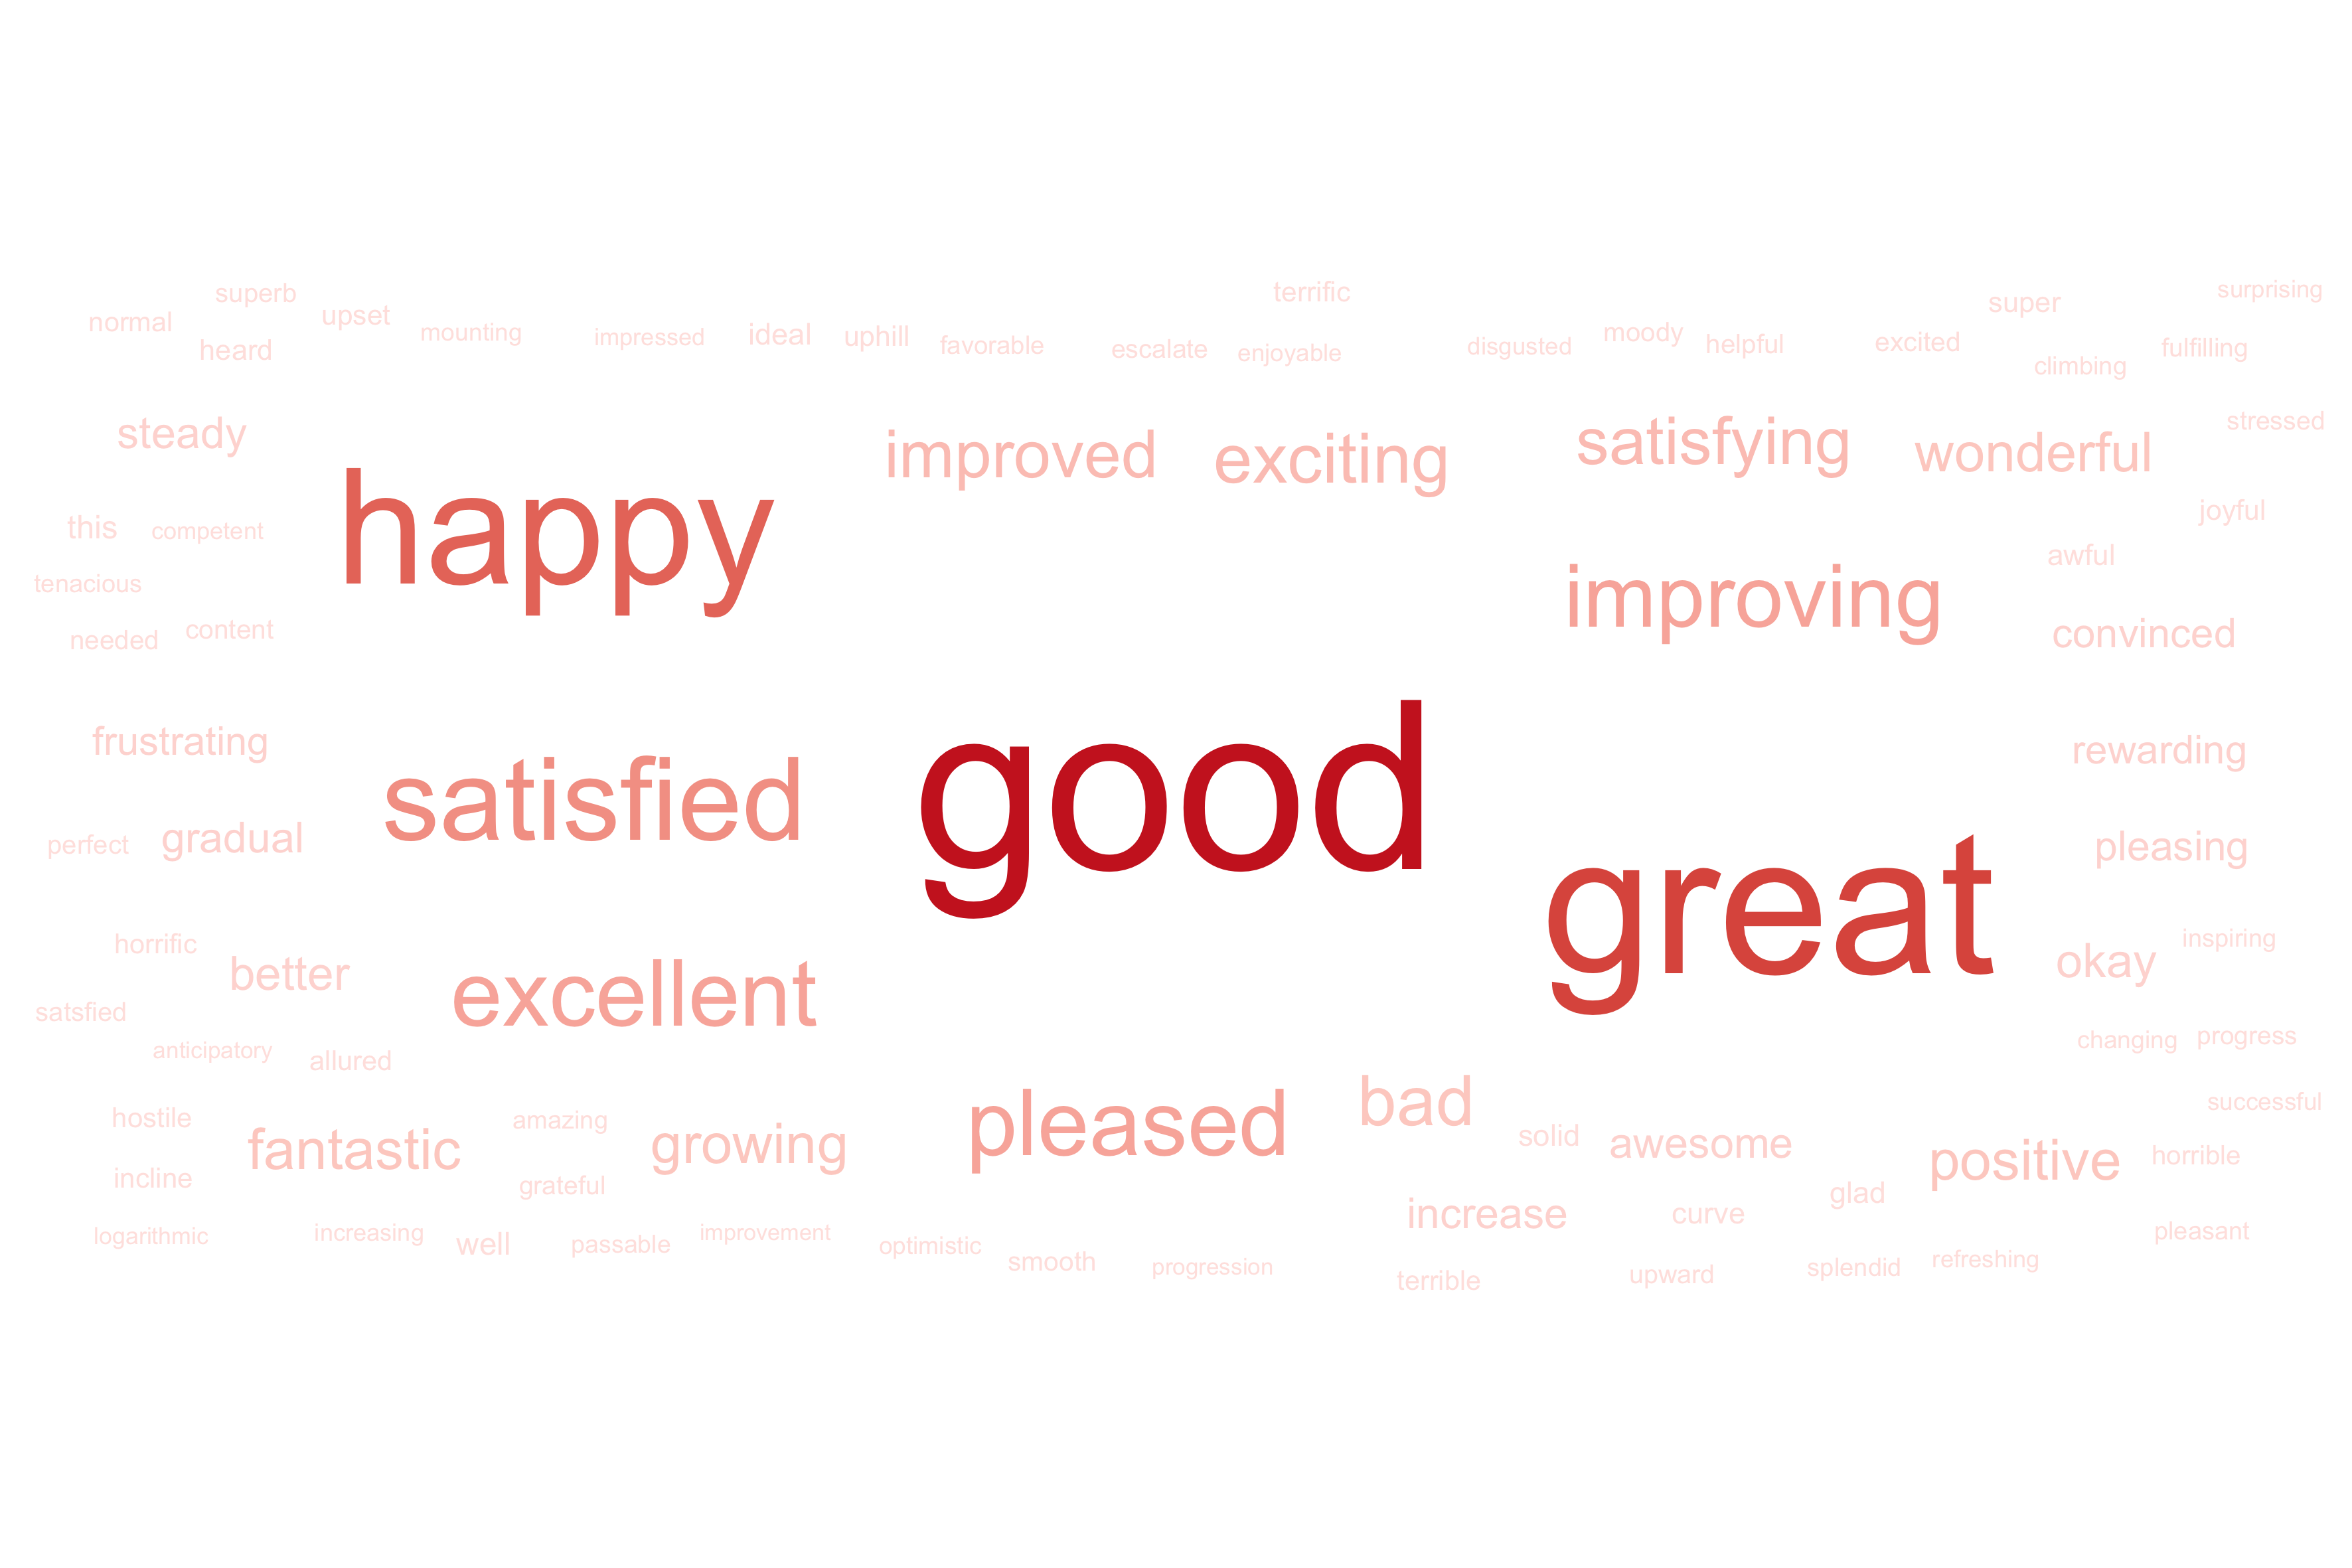 superb
terrific
super
surprising
normal
upset
mounting
impressed
ideal
uphill
favorable
heard
escalate
enjoyable
disgusted
moody
helpful
excited
climbing
fulfilling
steady
improved
exciting
satisfying
wonderful
stressed
happy
this
competent
joyful
awful
tenacious
improving
needed
content
convinced
frustrating
satisfied
good
rewarding
perfect
gradual
great
pleasing
horrific
better
excellent
okay
inspiring
satsfied
anticipatory
allured
changing
progress
hostile
fantastic
amazing
growing
pleased
bad
solid
awesome
positive
horrible
successful
incline
grateful
increase
curve
glad
logarithmic
increasing
well
passable
improvement
optimistic
smooth
progression
terrible
upward
splendid
refreshing
pleasant